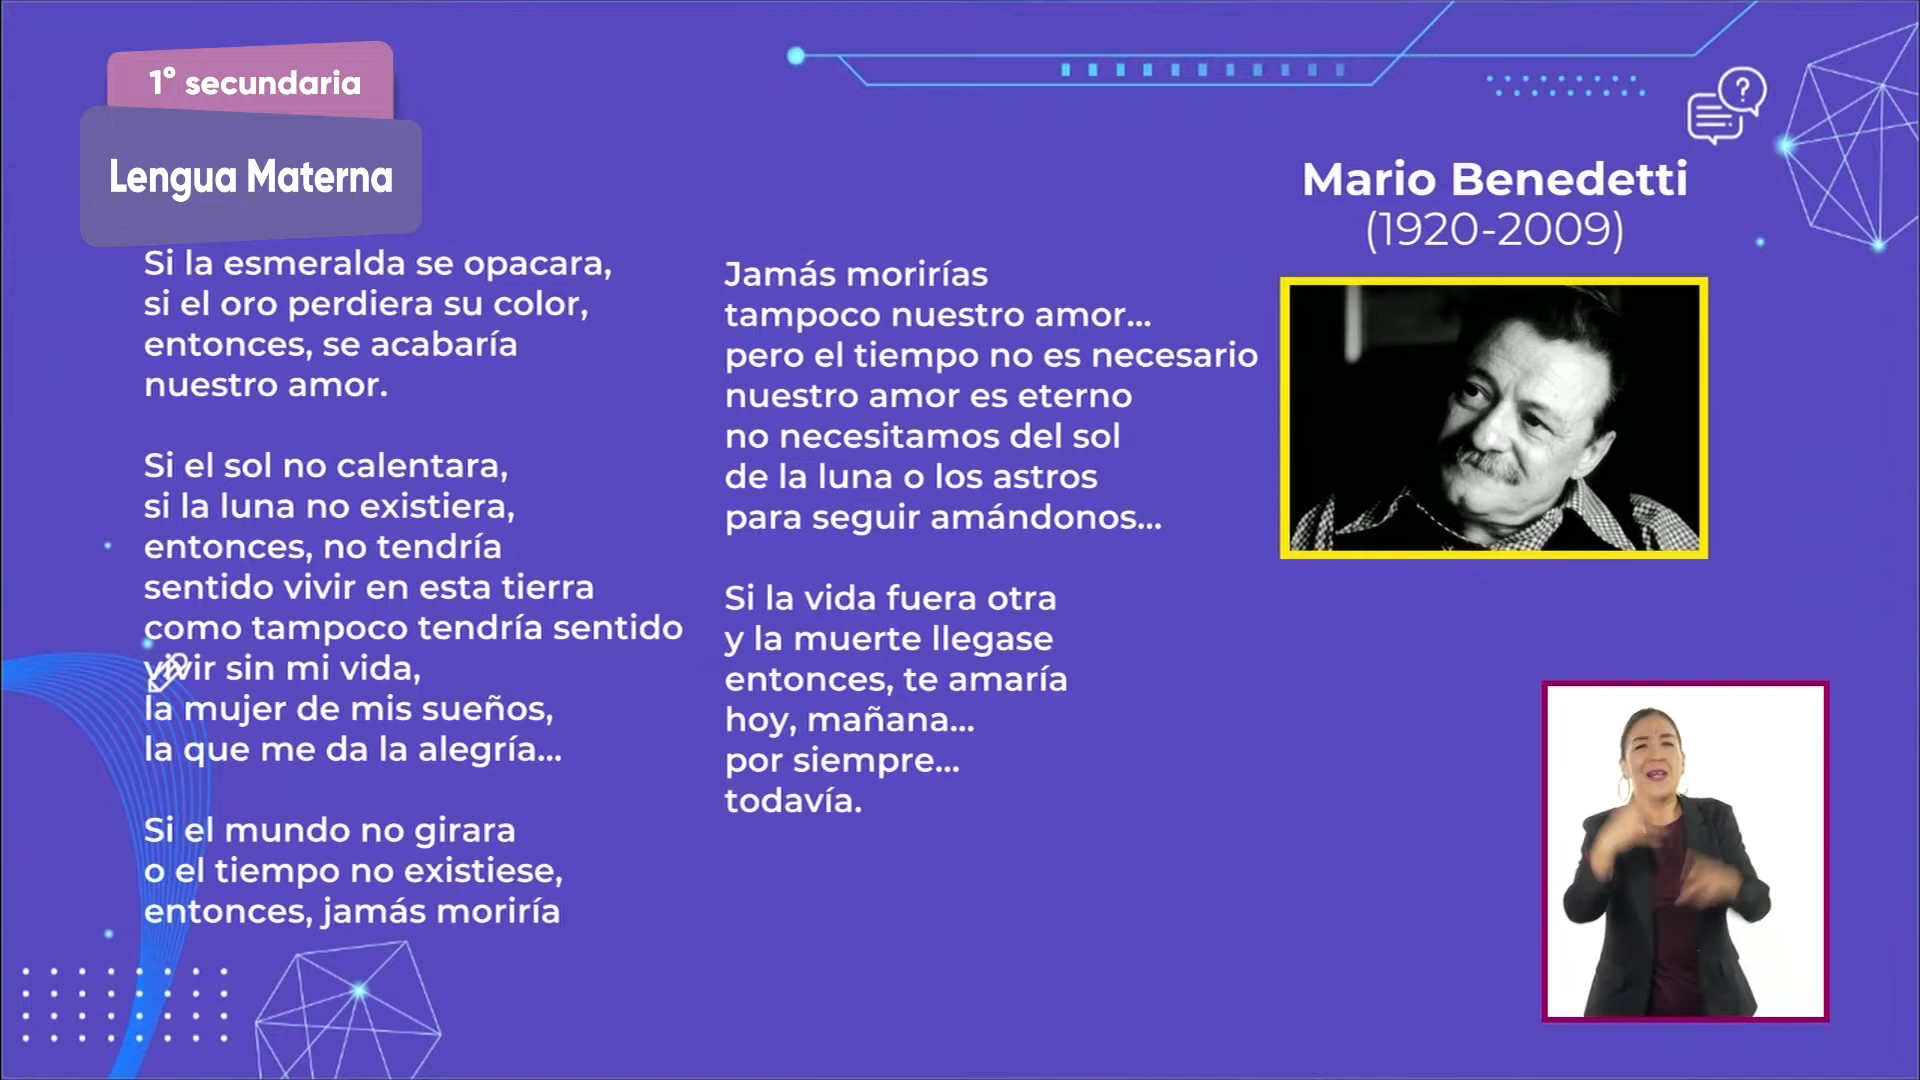 1° secundaria
Lengua Materna
Si la esmeralda se opacara,
si el oro perdiera su color,
entonces, se acabaría
nuestro amor.
Si el sol no calentara,
si la luna no existiera,
entonces, no tendría
sentido vivir en esta tierra
como tampoco tendría sentido
vivir sin mi vida,
la mujer de mis sueños,
la que me da la alegría...
Si el mundo no girara
o el tiempo no existiese,
entonces, jamás moriría
Jamás morirías
tampoco nuestro amor...
pero el tiempo no es necesario
nuestro amor es eterno
no necesitamos del sol
de la luna o los astros
para seguir amándonos...
Si la vida fuera otra
y la muerte llegase
entonces, te amaría
hoy, mañana...
por siempre...
todavía.
Mario Benedetti
(1920-2009)
?